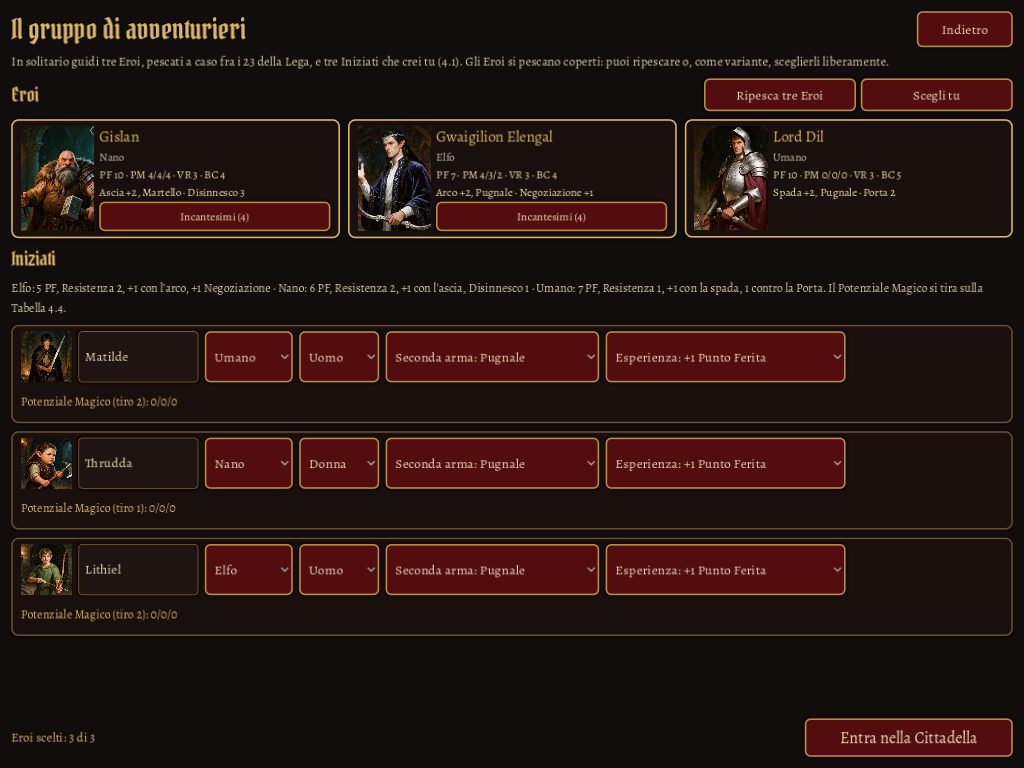 Il gruppo di avventurieri
Indietro
In solitario guidi tre Eroi, pescati a caso fra i 23 della Lega, e tre Iniziati che crei tu (4.1). Gli Eroi si pescano coperti: puoi ripescare o, come variante, sceglierli liberamente.
Eroi
Ripesca tre Eroi
Scegli tu
Gislan
Nano
PF 10 · PM 4/4/4 · VR 3 · BC 4
Ascia +2, Martello · Disinnesco 3
Incantesimi (4)
Gwaigilion Elengal
Elfo
PF 7 · PM 4/3/2 · VR 3 · BC 4
Arco +2, Pugnale · Negoziazione +1
Incantesimi (4)
Lord Dil
Umano
PF 10 · PM 0/0/0 · VR 3 · BC 5
Spada +2, Pugnale · Porta 2
Iniziati
Elfo: 5 PF, Resistenza 2, +1 con l'arco, +1 Negoziazione · Nano: 6 PF, Resistenza 2, +1 con l'ascia, Disinnesco 1 · Umano: 7 PF, Resistenza 1, +1 con la spada, 1 contro la Porta. Il Potenziale Magico si tira sulla
Tabella 4.4.
Matilde
Umano
Uomo
Seconda arma: Pugnale
Esperienza: +1 Punto Ferita
Potenziale Magico (tiro 2): 0/0/0
Thrudda
Nano
Donna
Seconda arma: Pugnale
Esperienza: +1 Punto Ferita
Potenziale Magico (tiro 1): 0/0/0
Lithiel
Elfo
Uomo
Seconda arma: Pugnale
Esperienza: +1 Punto Ferita
Potenziale Magico (tiro 2): 0/0/0
Eroi scelti: 3 di 3
Entra nella Cittadella